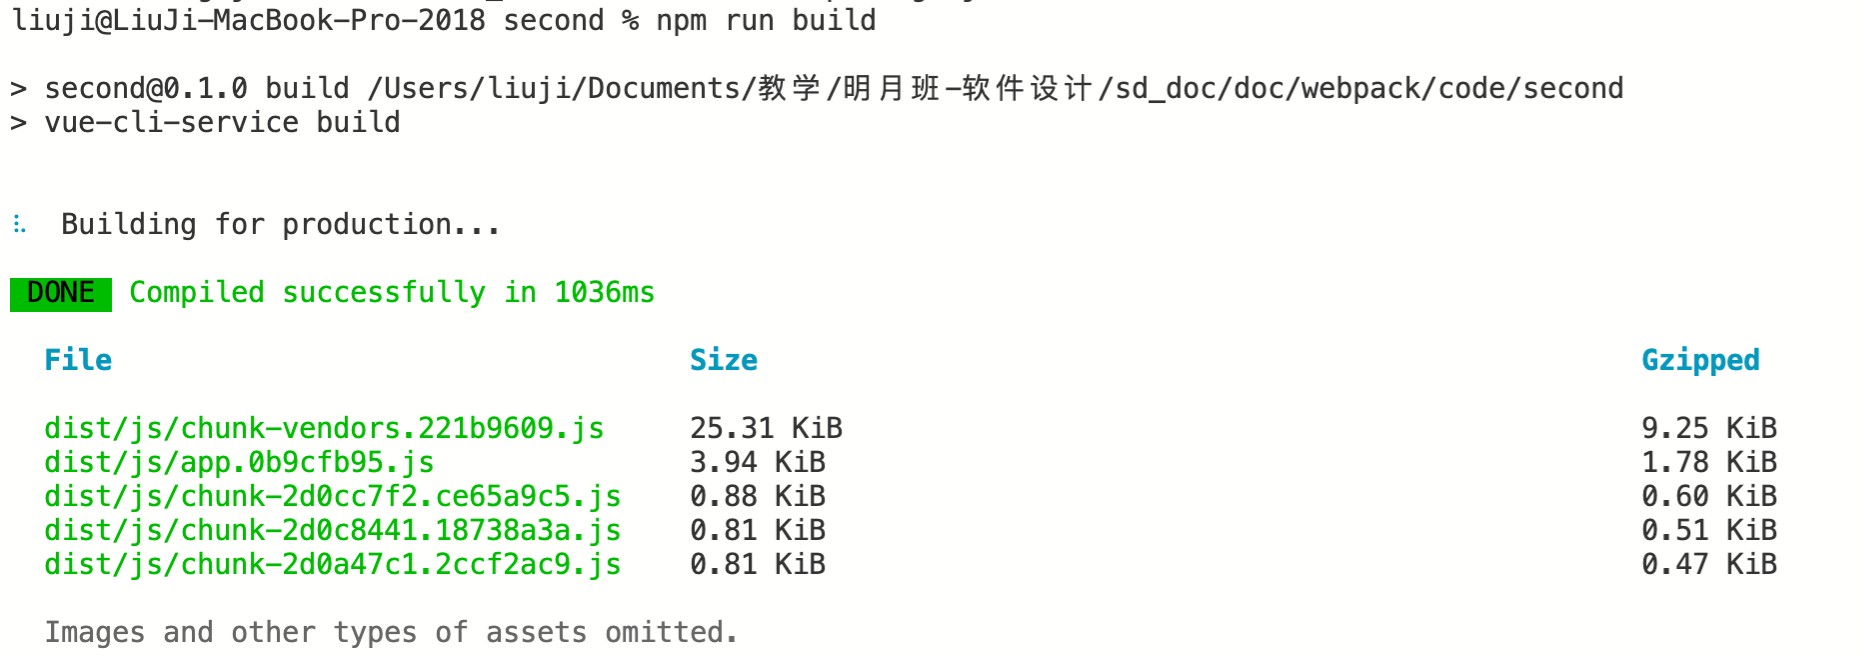 liuji@LiuJi-MacBook-Pro-2018 second % npm run build
> second@0.1.0 build /Users/liuji/Documents/教学/明月班-软件设计/sd_doc/doc/webpack/code/second
> vue-cli-service build
Building for production...
DONE Compiled successfully in 1036ms
File Size Gzipped
dist/js/chunk-vendors.221b9609.js 25.31 KiB 9.25 KiB
dist/js/app.0b9cfb95.js 3.94 KiB 1.78 KiB
dist/js/chunk-2d0cc7f2.ce65a9c5.js 0.88 KiB 0.60 KiB
dist/js/chunk-2d0c8441.18738a3a.js 0.81 KiB 0.51 KiB
dist/js/chunk-2d0a47c1.2ccf2ac9.js 0.81 KiB 0.47 KiB
Images and other types of assets omitted.